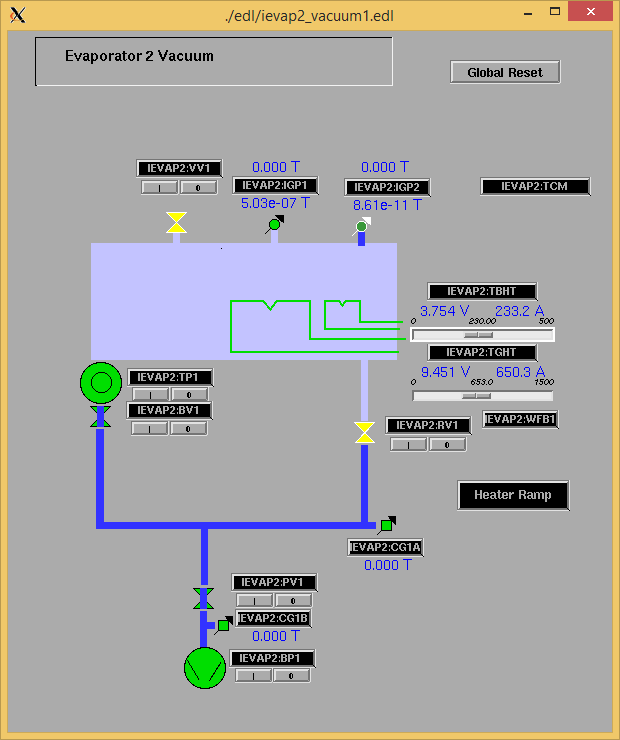 ./edl/ievap2_vacuum1.edl
Evaporator 2 Vacuum
Global Reset
IEVAP2:VV1
I 0
0.000 T
IEVAP2:IGP1
5.03e-07 T
0.000 T
IEVAP2:IGP2
8.61e-11 T
IEVAP2:TCM
IEVAP2:TBHT
3.754 V 233.2 A
0 230.00 500
IEVAP2:TGHT
9.451 V 650.3 A
0 653.0 1500
IEVAP2:WFB1
IEVAP2:TP1
I 0
IEVAP2:BV1
I 0
IEVAP2:RV1
I 0
Heater Ramp
IEVAP2:CG1A
0.000 T
IEVAP2:PV1
I 0
IEVAP2:CG1B
0.000 T
IEVAP2:BP1
I 0